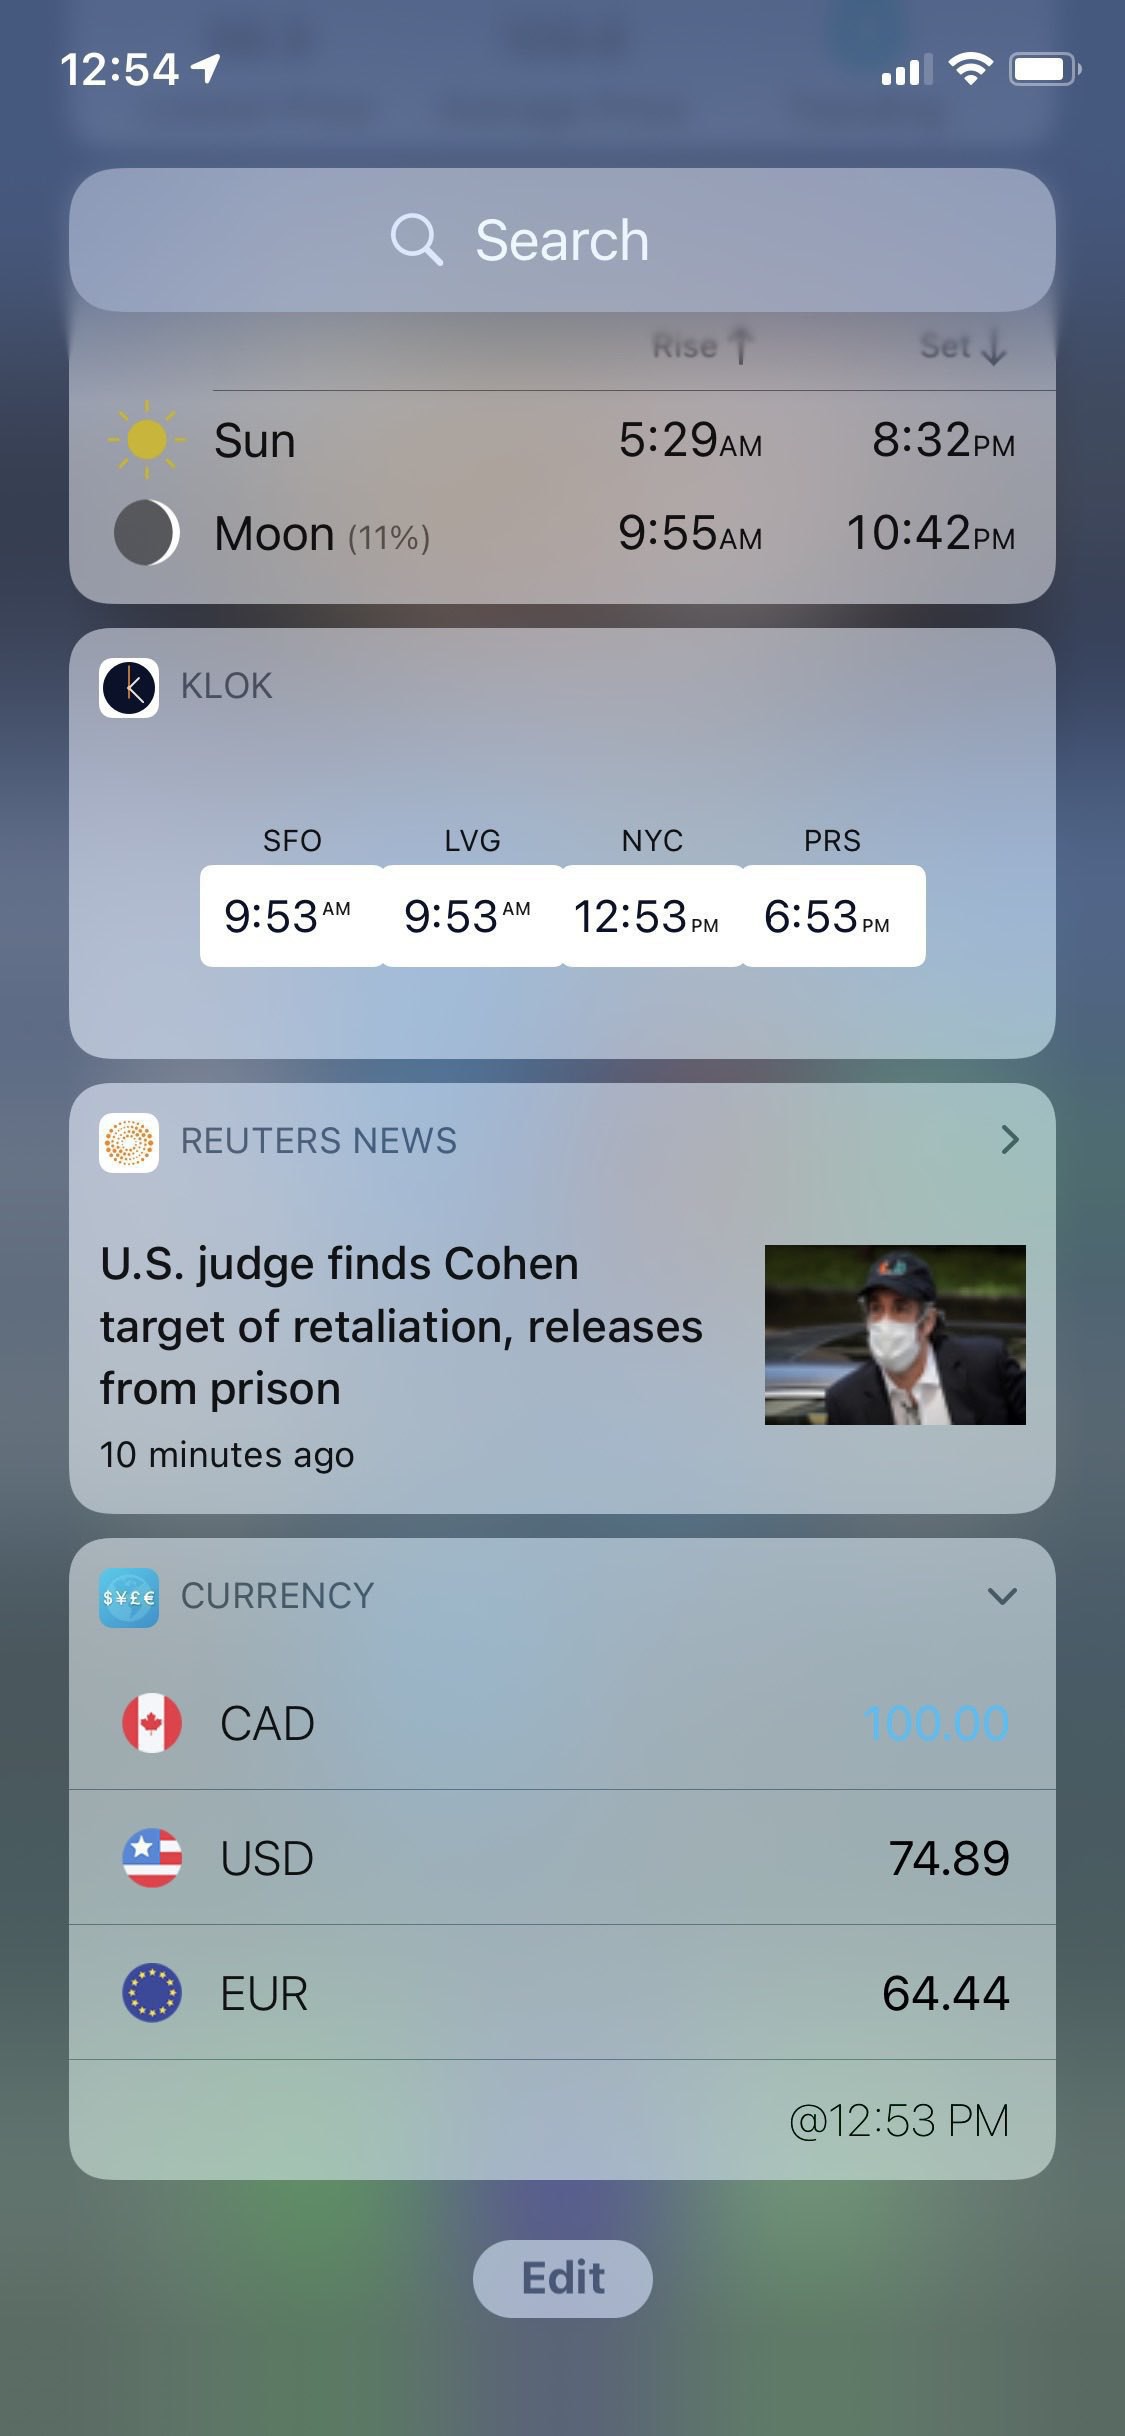 12:54
Search
Rise ↑ Set ↓
Sun 5:29AM 8:32PM
Moon (11%) 9:55AM 10:42PM
KLOK
SFO LVG NYC PRS
9:53 AM 9:53 AM 12:53 PM 6:53 PM
REUTERS NEWS
U.S. judge finds Cohen
target of retaliation, releases
from prison
10 minutes ago
$¥£€ CURRENCY
CAD 100.00
USD 74.89
EUR 64.44
@12:53 PM
Edit